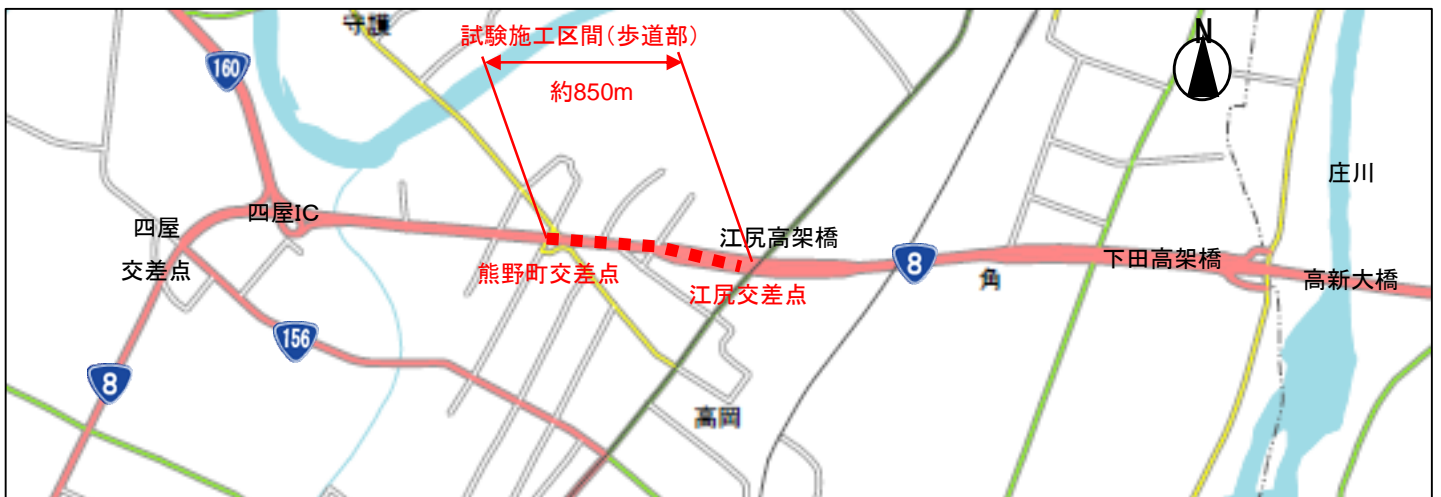 守護
試験施工区間(歩道部)
約850m
N
160
庄川
四屋
交差点
四屋IC
江尻高架橋
熊野町交差点
江尻交差点
8
角
下田高架橋
高新大橋
156
8
高岡